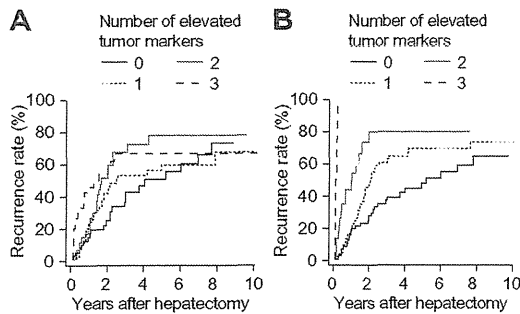 A
Number of elevated
tumor markers
0 2
1 3
Recurrence rate (%)
100
80
60
40
20
0
0 2 4 6 8 10
Years after hepatectomy
B
Number of elevated
tumor markers
0 2
1 3
Recurrence rate (%)
100
80
60
40
20
0
0 2 4 6 8 10
Years after hepatectomy